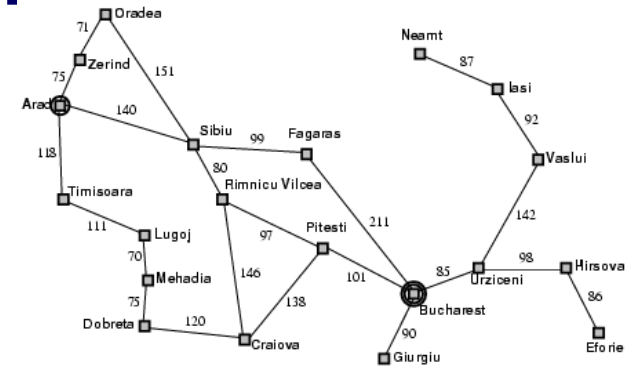 Oradea
71
Neamt
Zerind
87
75
151
Iasi
Arad
140
92
Sibiu
99
Fagaras
118
80
Vaslui
Timisoara
Rimnicu Vilcea
111
Pitesti
211
142
Lugoj
97
70
98
Hirsova
Mehadia
146
101
85
Urziceni
75
138
86
Bucharest
Dobreta
120
90
Craiova
Eforie
Giurgiu